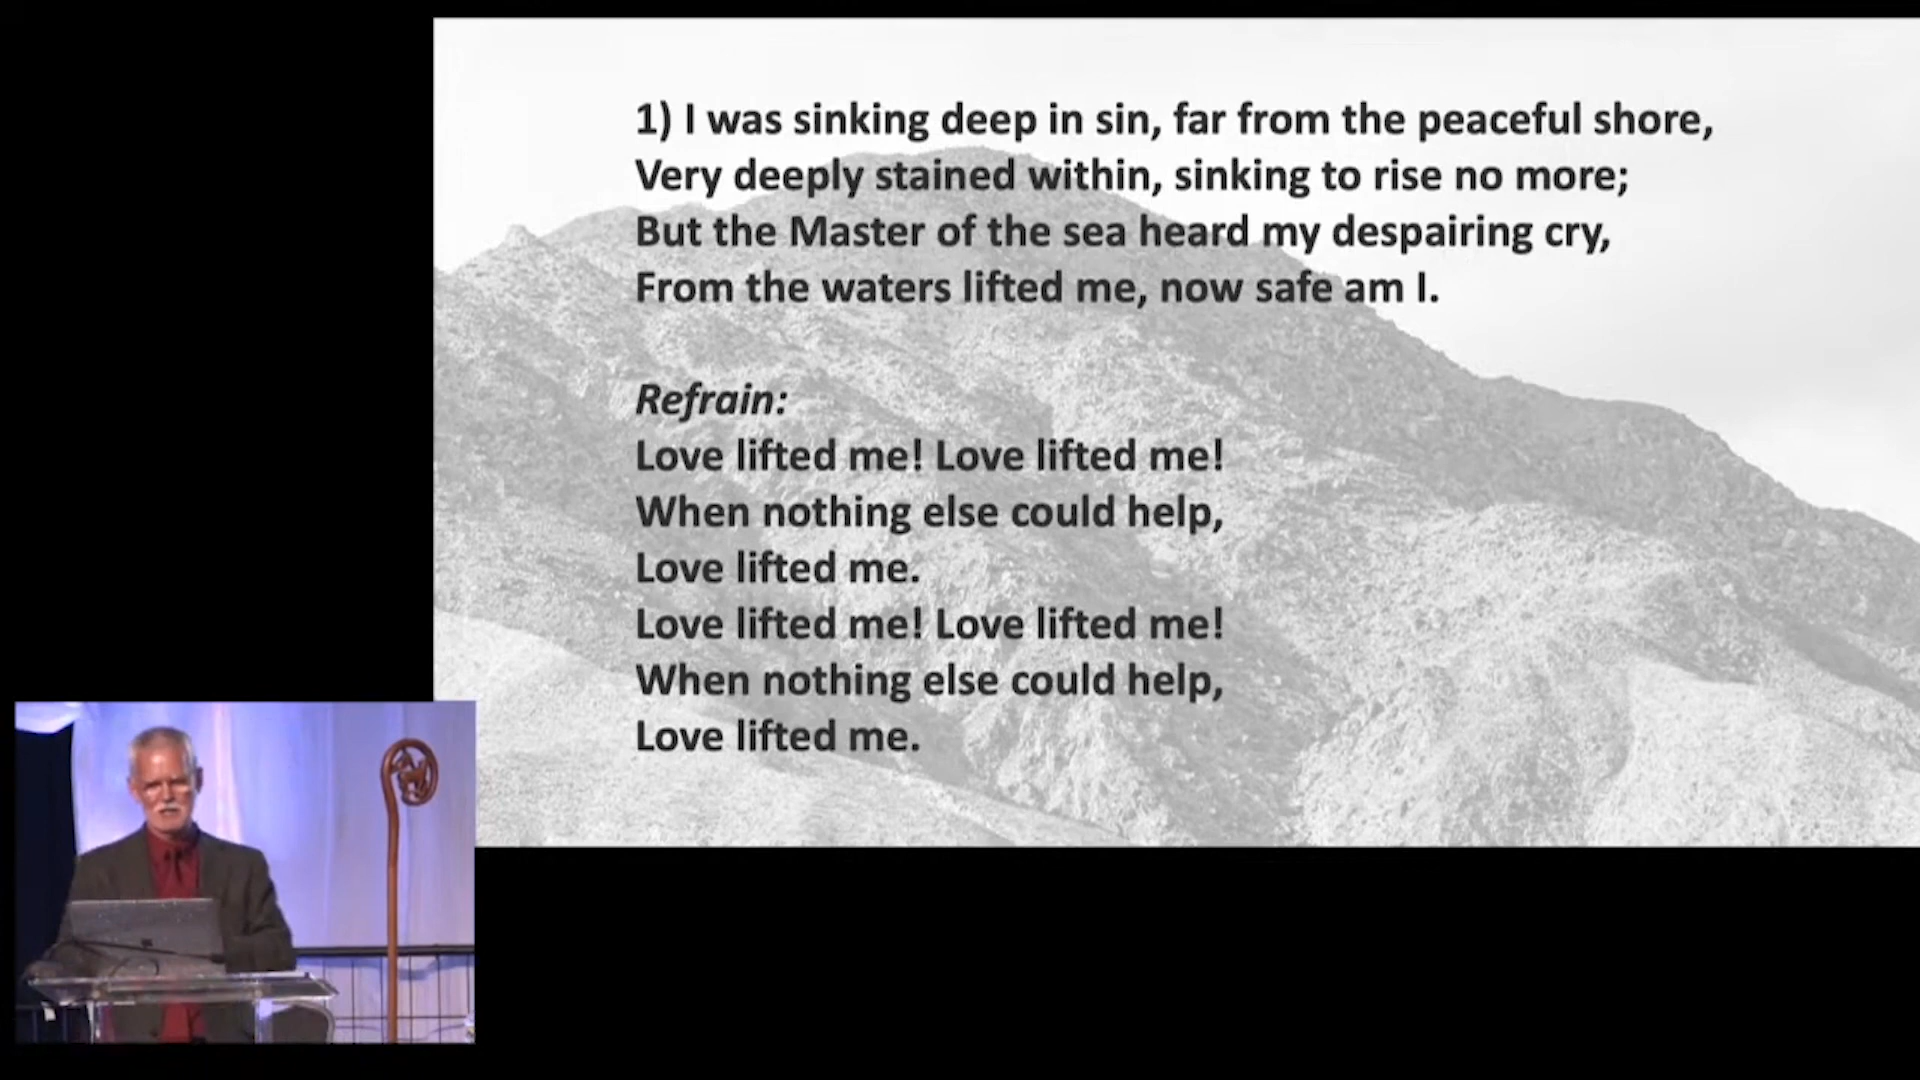 1) I was sinking deep in sin, far from the peaceful shore,
Very deeply stained within, sinking to rise no more;
But the Master of the sea heard my despairing cry,
From the waters lifted me, now safe am I.
Refrain:
Love lifted me! Love lifted me!
When nothing else could help,
Love lifted me.
Love lifted me! Love lifted me!
When nothing else could help,
Love lifted me.